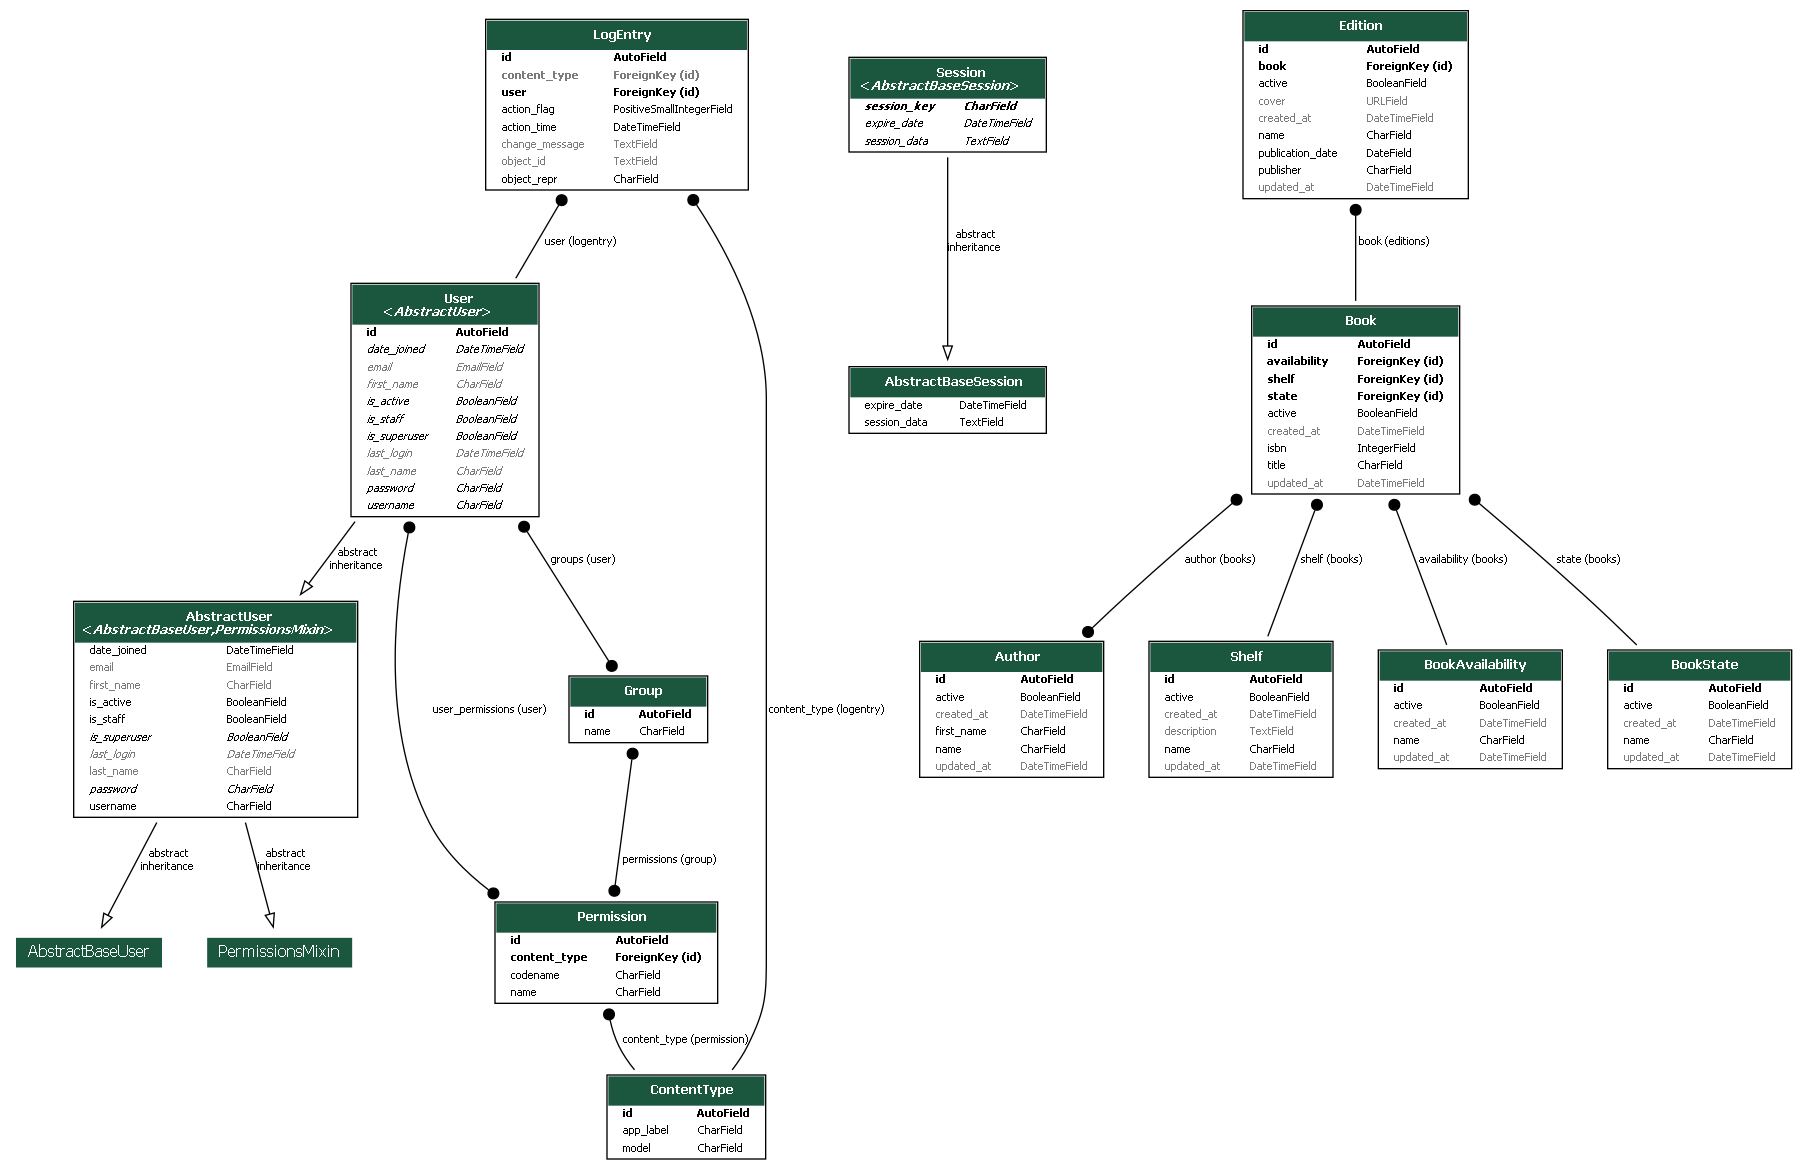 LogEntry
id AutoField
content_type ForeignKey (id)
user ForeignKey (id)
action_flag PositiveSmallIntegerField
action_time DateTimeField
change_message TextField
object_id TextField
object_repr CharField
Session
<AbstractBaseSession>
session_key CharField
expire_date DateTimeField
session_data TextField
Edition
id AutoField
book ForeignKey (id)
active BooleanField
cover URLField
created_at DateTimeField
name CharField
publication_date DateField
publisher CharField
updated_at DateTimeField
user (logentry)
abstract
inheritance
book (editions)
User
<AbstractUser>
id AutoField
date_joined DateTimeField
email EmailField
first_name CharField
is_active BooleanField
is_staff BooleanField
is_superuser BooleanField
last_login DateTimeField
last_name CharField
password CharField
username CharField
AbstractBaseSession
expire_date DateTimeField
session_data TextField
Book
id AutoField
availability ForeignKey (id)
shelf ForeignKey (id)
state ForeignKey (id)
active BooleanField
created_at DateTimeField
isbn IntegerField
title CharField
updated_at DateTimeField
abstract
inheritance
groups (user)
author (books)
shelf (books)
availability (books)
state (books)
AbstractUser
<AbstractBaseUser,PermissionsMixin>
date_joined DateTimeField
email EmailField
first_name CharField
is_active BooleanField
is_staff BooleanField
is_superuser BooleanField
last_login DateTimeField
last_name CharField
password CharField
username CharField
user_permissions (user)
Group
id AutoField
name CharField
content_type (logentry)
Author
id AutoField
active BooleanField
created_at DateTimeField
first_name CharField
name CharField
updated_at DateTimeField
Shelf
id AutoField
active BooleanField
created_at DateTimeField
description TextField
name CharField
updated_at DateTimeField
BookAvailability
id AutoField
active BooleanField
created_at DateTimeField
name CharField
updated_at DateTimeField
BookState
id AutoField
active BooleanField
created_at DateTimeField
name CharField
updated_at DateTimeField
abstract
inheritance
abstract
inheritance
permissions (group)
AbstractBaseUser
PermissionsMixin
Permission
id AutoField
content_type ForeignKey (id)
codename CharField
name CharField
content_type (permission)
ContentType
id AutoField
app_label CharField
model CharField